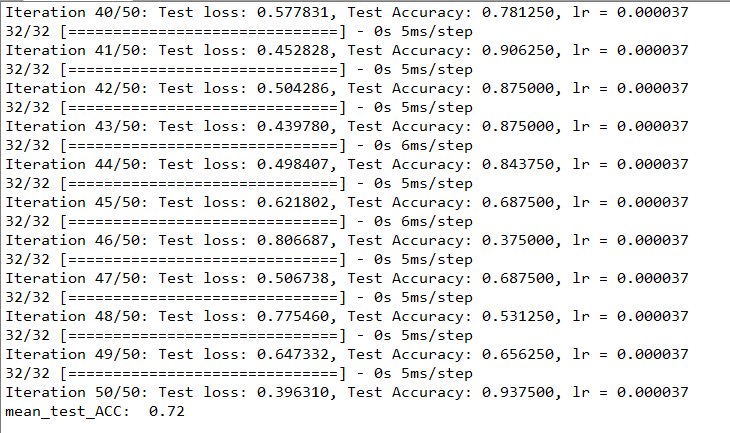 Iteration 40/50: Test loss: 0.577831, Test Accuracy: 0.781250, lr = 0.000037
32/32 [==============================] - 0s 5ms/step
Iteration 41/50: Test loss: 0.452828, Test Accuracy: 0.906250, lr = 0.000037
32/32 [==============================] - 0s 5ms/step
Iteration 42/50: Test loss: 0.504286, Test Accuracy: 0.875000, lr = 0.000037
32/32 [==============================] - 0s 5ms/step
Iteration 43/50: Test loss: 0.439780, Test Accuracy: 0.875000, lr = 0.000037
32/32 [==============================] - 0s 6ms/step
Iteration 44/50: Test loss: 0.498407, Test Accuracy: 0.843750, lr = 0.000037
32/32 [==============================] - 0s 5ms/step
Iteration 45/50: Test loss: 0.621802, Test Accuracy: 0.687500, lr = 0.000037
32/32 [==============================] - 0s 6ms/step
Iteration 46/50: Test loss: 0.806687, Test Accuracy: 0.375000, lr = 0.000037
32/32 [==============================] - 0s 5ms/step
Iteration 47/50: Test loss: 0.506738, Test Accuracy: 0.687500, lr = 0.000037
32/32 [==============================] - 0s 5ms/step
Iteration 48/50: Test loss: 0.775460, Test Accuracy: 0.531250, lr = 0.000037
32/32 [==============================] - 0s 5ms/step
Iteration 49/50: Test loss: 0.647332, Test Accuracy: 0.656250, lr = 0.000037
32/32 [==============================] - 0s 5ms/step
Iteration 50/50: Test loss: 0.396310, Test Accuracy: 0.937500, lr = 0.000037
mean_test_ACC:  0.72